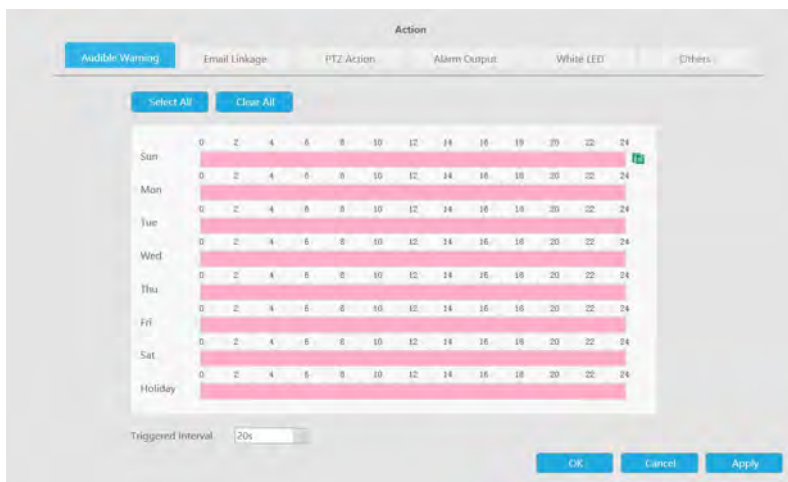 Action
Audible Warning Email Linkage PTZ Action Alarm Output White LED Others
Select All Clear All
0 2 4 6 8 10 12 14 16 18 20 22 24
Sun
0 2 4 6 8 10 12 14 16 18 20 22 24
Mon
0 2 4 6 8 10 12 14 16 18 20 22 24
Tue
0 2 4 6 8 10 12 14 16 18 20 22 24
Wed
0 2 4 6 8 10 12 14 16 18 20 22 24
Thu
0 2 4 6 8 10 12 14 16 18 20 22 24
Fri
0 2 4 6 8 10 12 14 16 18 20 22 24
Sat
0 2 4 6 8 10 12 14 16 18 20 22 24
Holiday
Triggered Interval 20s
OK Cancel Apply